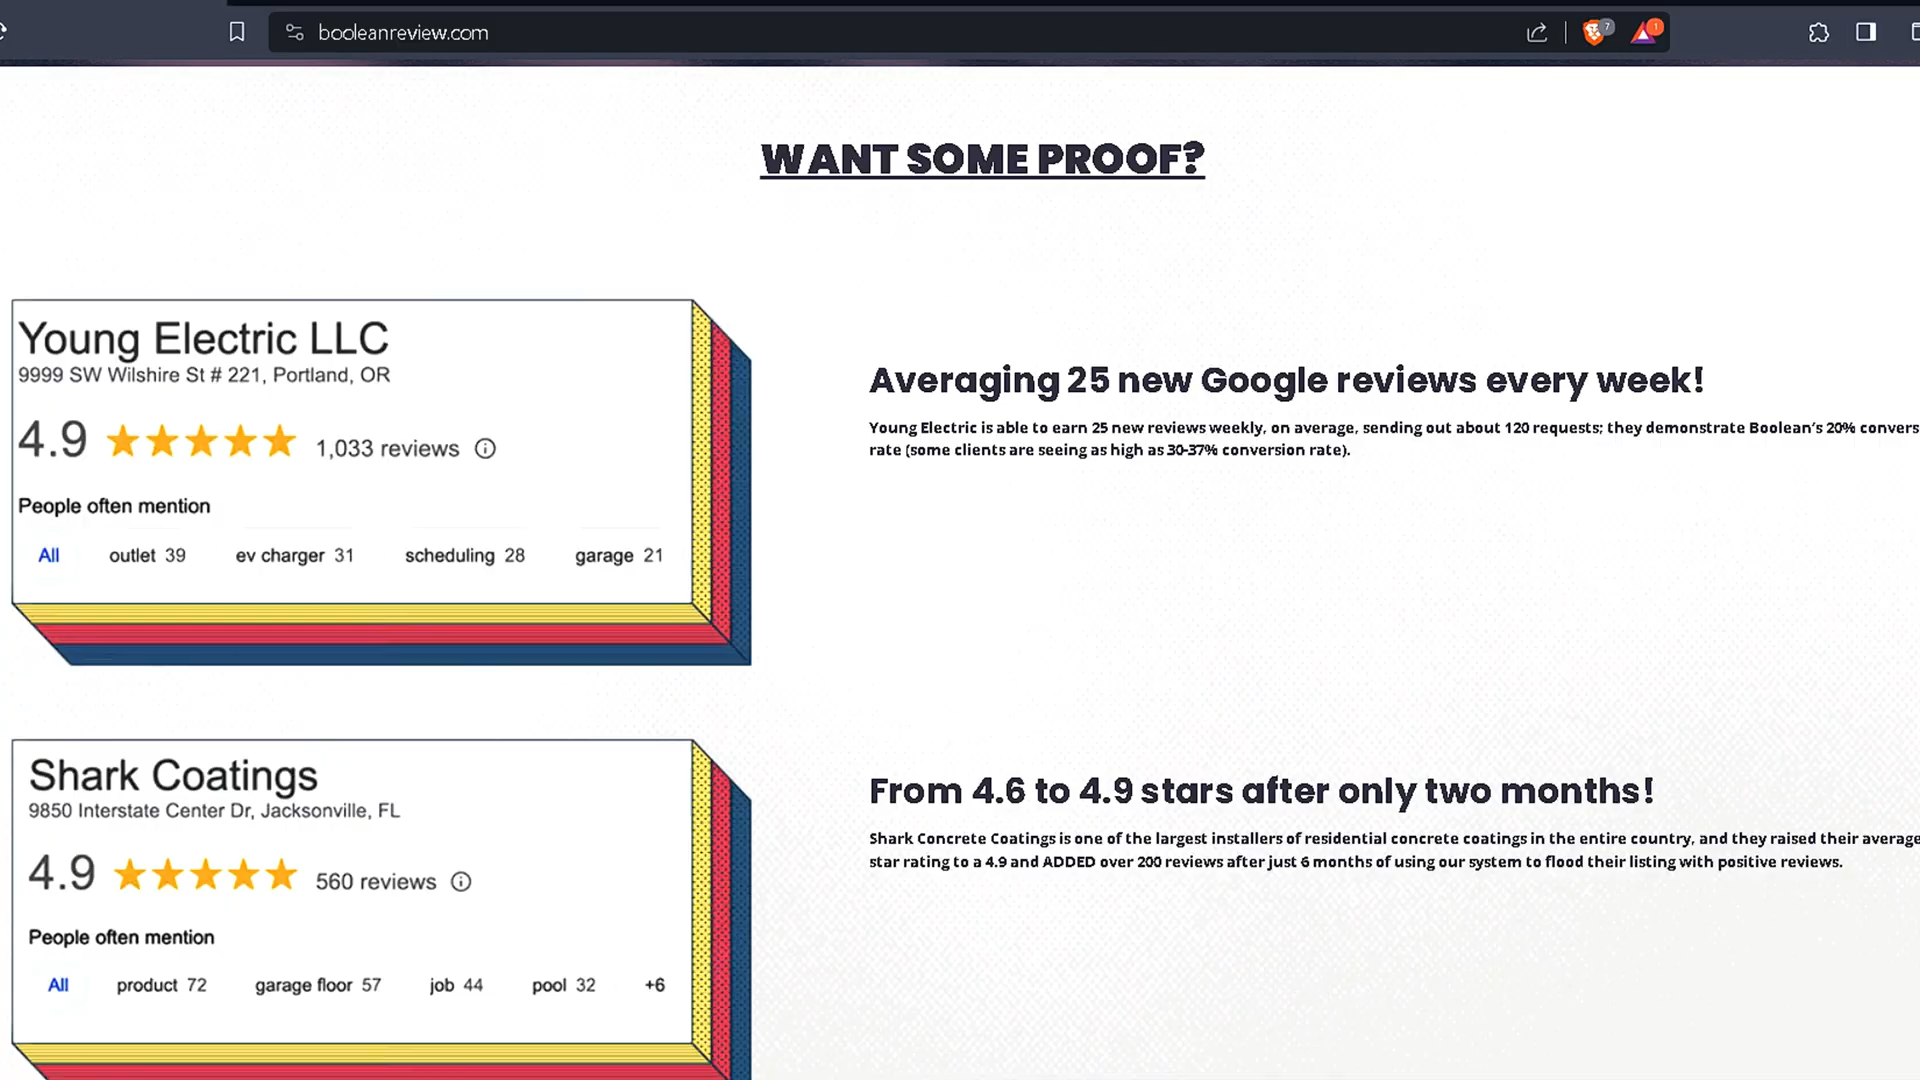 booleanreview.com
7
1
WANT SOME PROOF?
Young Electric LLC
9999 SW Wilshire St # 221, Portland, OR
4.9
1,033 reviews
People often mention
All outlet 39 ev charger 31 scheduling 28 garage 21
Averaging 25 new Google reviews every week!
Young Electric is able to earn 25 new reviews weekly, on average, sending out about 120 requests; they demonstrate Boolean's 20% convers
rate (some clients are seeing as high as 30-37% conversion rate).
Shark Coatings
9850 Interstate Center Dr, Jacksonville, FL
4.9
560 reviews
People often mention
All product 72 garage floor 57 job 44 pool 32 +6
From 4.6 to 4.9 stars after only two months!
Shark Concrete Coatings is one of the largest installers of residential concrete coatings in the entire country, and they raised their average
star rating to a 4.9 and ADDED over 200 reviews after just 6 months of using our system to flood their listing with positive reviews.